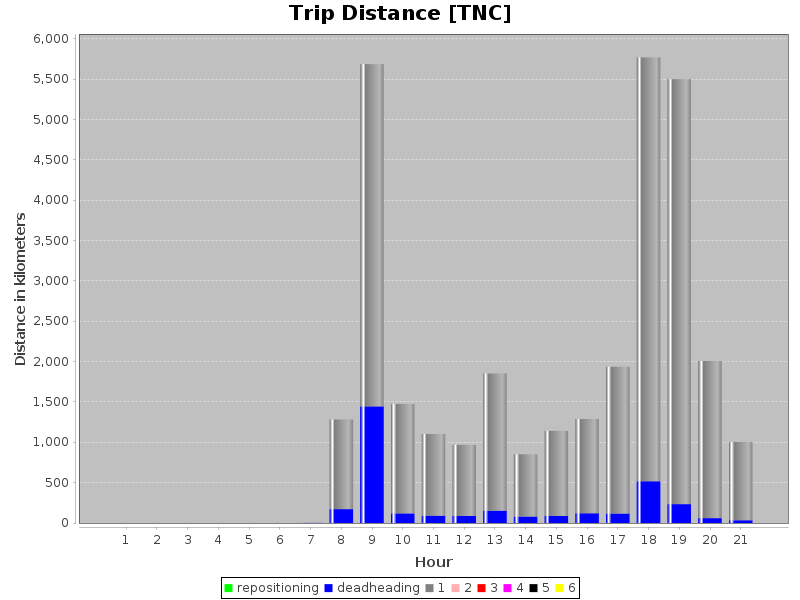 Trip Distance [TNC]
Distance in kilometers
6,000
5,500
5,000
4,500
4,000
3,500
3,000
2,500
2,000
1,500
1,000
500
0
1 2 3 4 5 6 7 8 9 10 11 12 13 14 15 16 17 18 19 20 21
Hour
repositioning deadheading 1 2 3 4 5 6